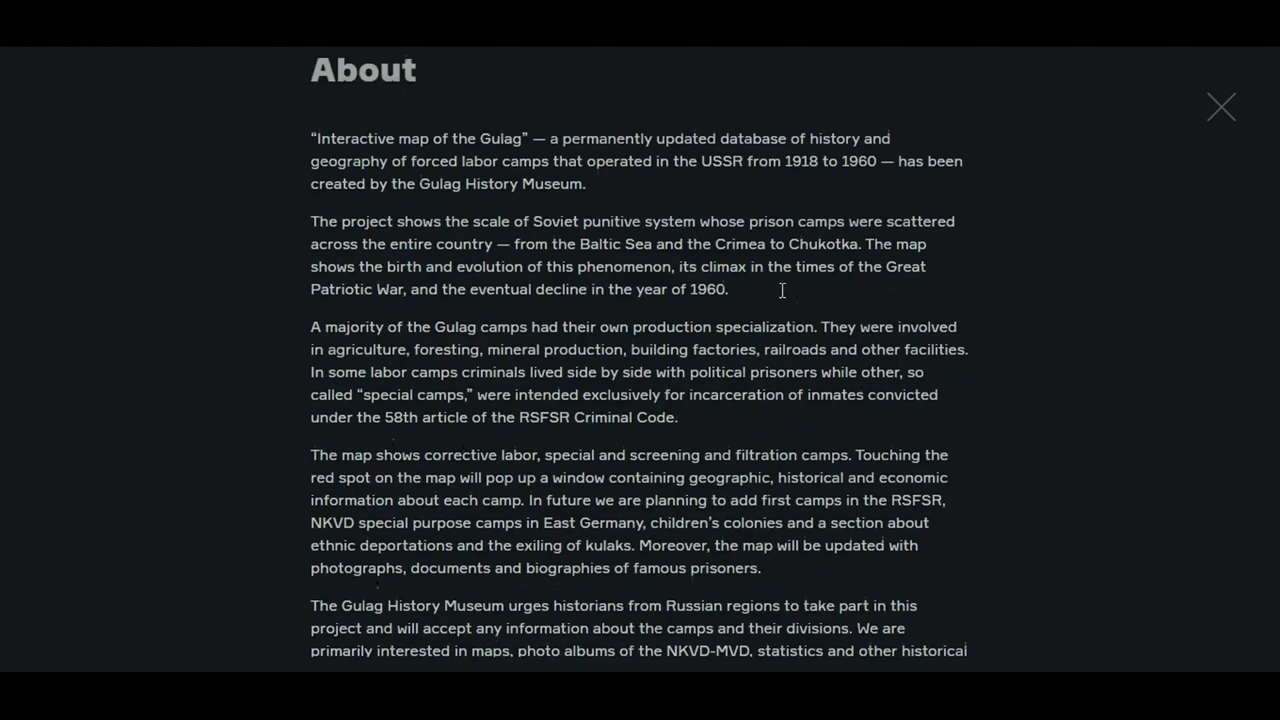 About
“Interactive map of the Gulag” — a permanently updated database of history and
geography of forced labor camps that operated in the USSR from 1918 to 1960 — has been
created by the Gulag History Museum.
The project shows the scale of Soviet punitive system whose prison camps were scattered
across the entire country — from the Baltic Sea and the Crimea to Chukotka. The map
shows the birth and evolution of this phenomenon, its climax in the times of the Great
Patriotic War, and the eventual decline in the year of 1960.
A majority of the Gulag camps had their own production specialization. They were involved
in agriculture, foresting, mineral production, building factories, railroads and other facilities.
In some labor camps criminals lived side by side with political prisoners while other, so
called “special camps,” were intended exclusively for incarceration of inmates convicted
under the 58th article of the RSFSR Criminal Code.
The map shows corrective labor, special and screening and filtration camps. Touching the
red spot on the map will pop up a window containing geographic, historical and economic
information about each camp. In future we are planning to add first camps in the RSFSR,
NKVD special purpose camps in East Germany, children’s colonies and a section about
ethnic deportations and the exiling of kulaks. Moreover, the map will be updated with
photographs, documents and biographies of famous prisoners.
The Gulag History Museum urges historians from Russian regions to take part in this
project and will accept any information about the camps and their divisions. We are
primarily interested in maps, photo albums of the NKVD-MVD, statistics and other historical